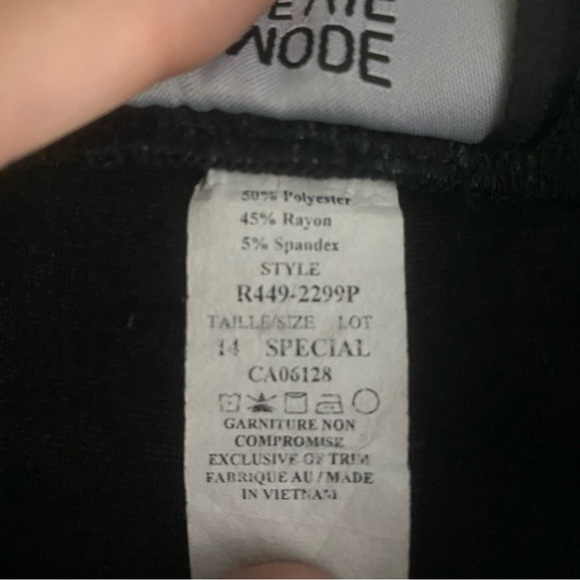 MODE
50% Polyester
45% Rayon
5% Spandex
STYLE
R449-2299P
TAILLE/SIZE LOT
14 SPECIAL
CA06128
GARNITURE NON
COMPROMISE
EXCLUSIVE OF TRIM
FABRIQUE AU / MADE
IN VIETNAM